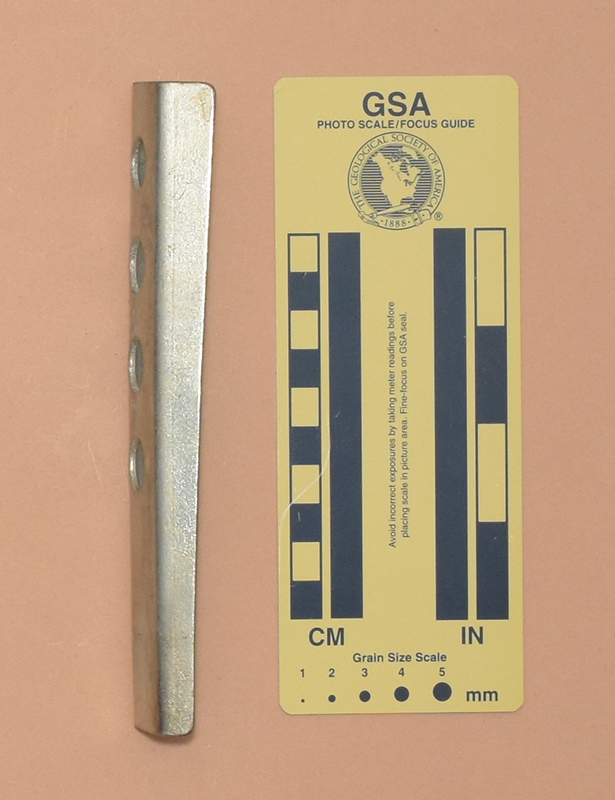 GSA
PHOTO SCALE/FOCUS GUIDE
THE GEOLOGICAL SOCIETY OF AMERICA
·1888·
®
Avoid incorrect exposures by taking meter readings before
placing scale in picture area. Fine-focus on GSA seal.
CM IN
Grain Size Scale
1 2 3 4 5
mm